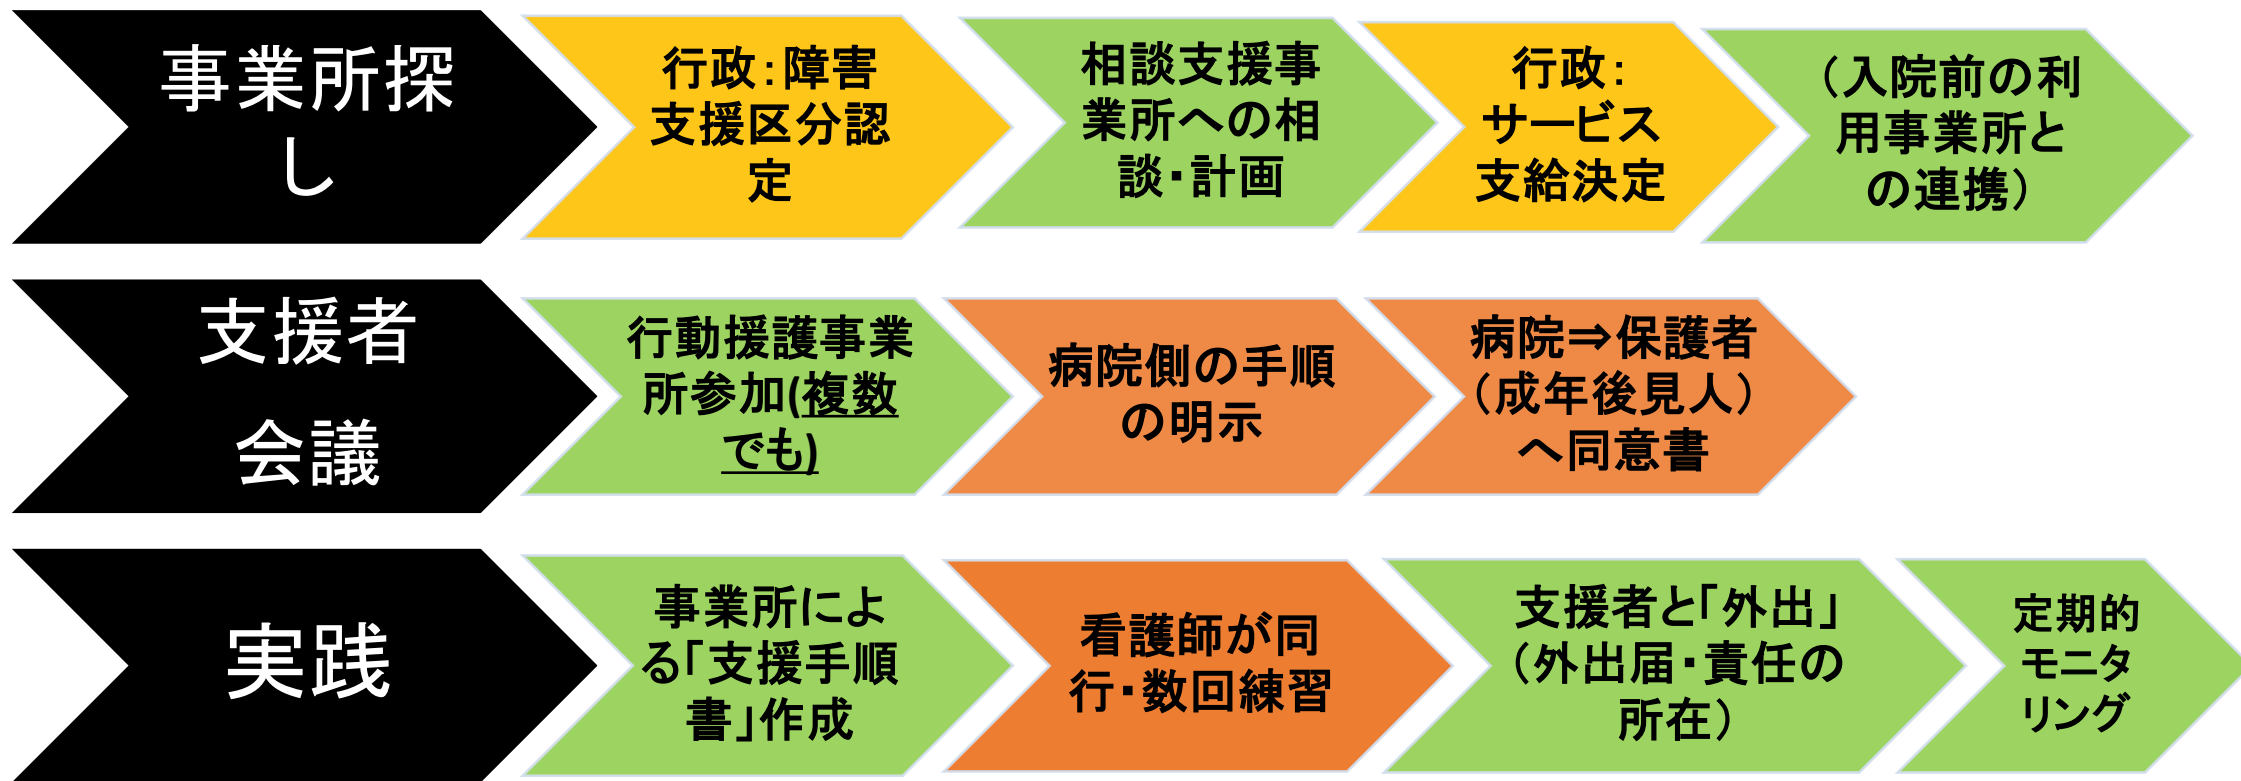 事業所探
し
行政：障害
支援区分認
定
相談支援事
業所への相
談・計画
行政：
サービス
支給決定
（入院前の利
用事業所と
の連携）
支援者
会議
行動援護事業
所参加(複数
でも)
病院側の手順
の明示
病院⇒保護者
（成年後見人）
へ同意書
実践
事業所によ
る「支援手順
書」作成
看護師が同
行・数回練習
支援者と「外出」
（外出届・責任の
所在）
定期的
モニタ
リング